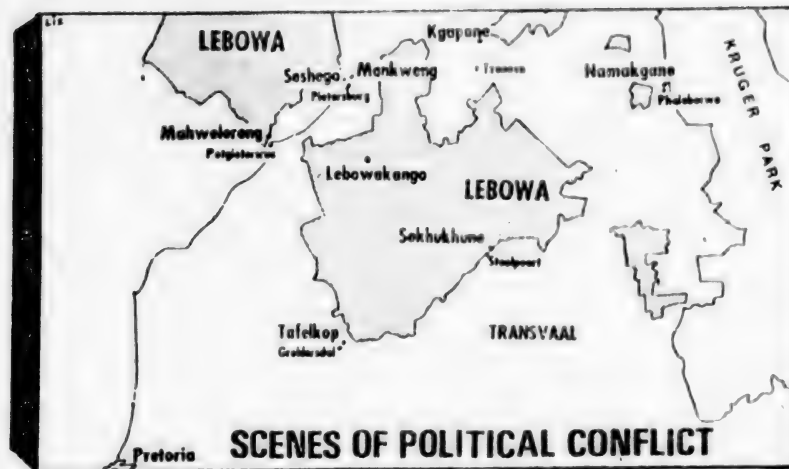 LIZ
LEBOWA
Kgapane
Seshego
Mankweng
Tzaneen
Namakgane
Pietersburg
Phalaborwa
KRUGER PARK
Mahwelereng
Potgietersrus
Lebowakgomo
LEBOWA
Sekhukhune
Steelpoort
Tafelkop
Groblersdal
TRANSVAAL
Pretoria
SCENES OF POLITICAL CONFLICT